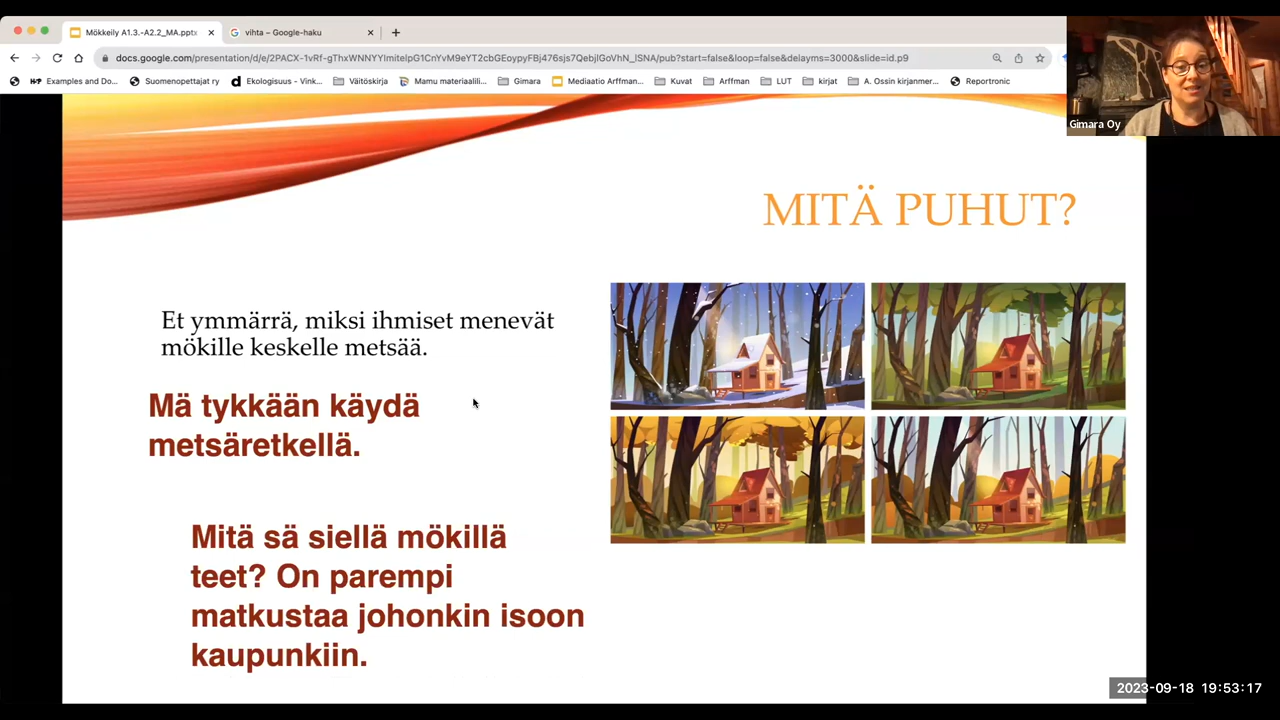 Mökkeily A1.3.-A2.2_MA.pptx
vihta – Google-haku
docs.google.com/presentation/d/e/2PACX-1vRf-gThxWNNYYImiteIpG1CnYvM9eYT2cbGEoypyFBj476sjs7QebjlGoVhN_lSNA/pub?start=false&loop=false&delayms=3000&slide=id.p9
Examples and Do...
Suomenopettajat ry
Ekologisuus - Vink...
Väitöskirja
Mamu materiaalili...
Gimara
Mediaatio Arffman...
Kuvat
Arffman
LUT
kirjat
A. Ossin kirjanmer...
Reportronic
Gimara Oy
MITÄ PUHUT?
Et ymmärrä, miksi ihmiset menevät
mökille keskelle metsää.
Mä tykkään käydä
metsäretkellä.
Mitä sä siellä mökillä
teet? On parempi
matkustaa johonkin isoon
kaupunkiin.
2023-09-18 19:53:17